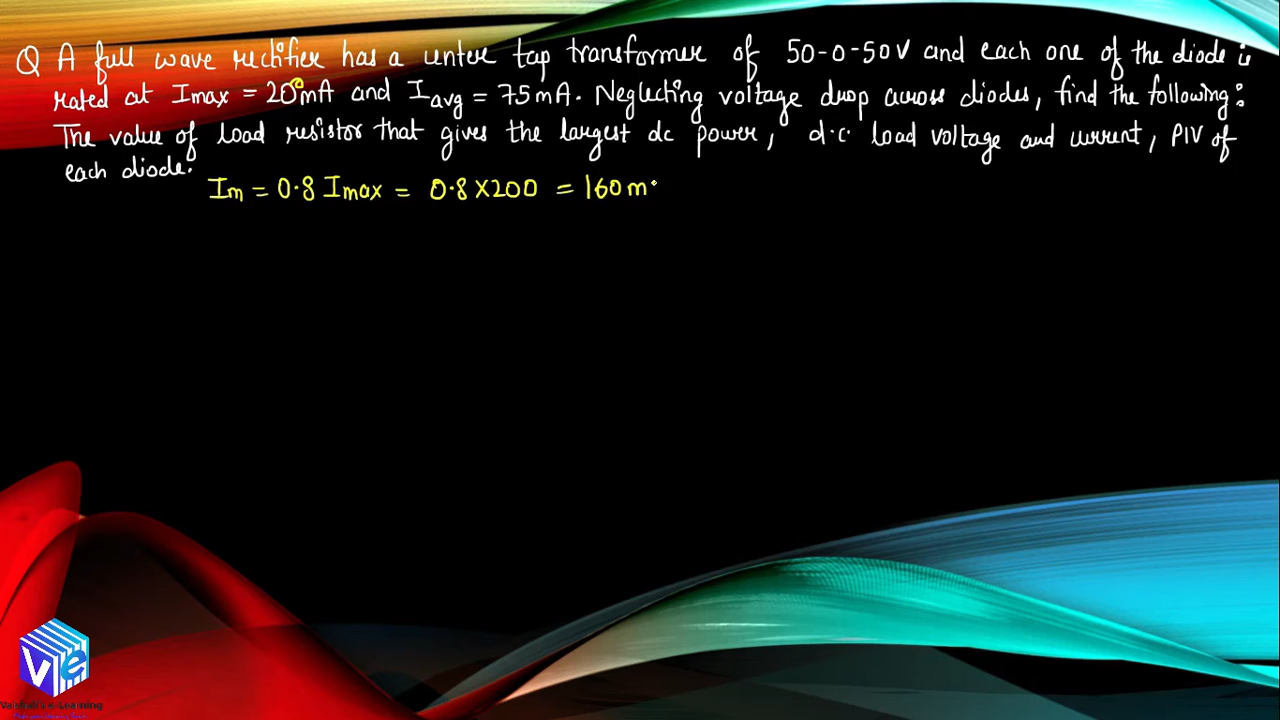 Q A full wave rectifier has a center tap transformer of 50-0-50V and each one of the diode is
rated at Imax = 200mA and Iavg = 75mA. Neglecting voltage drop across diodes, find the following:
The value of load resistor that gives the largest dc power, d.c. load voltage and current, PIV of
each diode.
Im = 0.8 Imax = 0.8 X 200 = 160 m
Vaishali's e-Learning